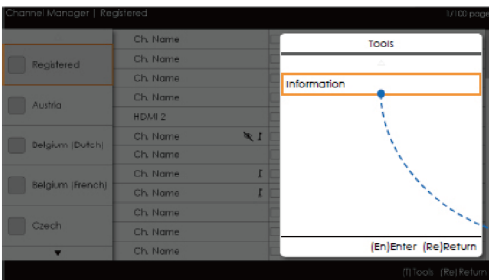 Channel Manager | Registered
1/100 page
Registered
Austria
Belgium (Dutch)
Belgium (French)
Czech
Ch. Name
Ch. Name
Ch. Name
Ch. Name
HDMI 2
Ch. Name
Ch. Name
Ch. Name
Ch. Name
Ch. Name
Ch. Name
Ch. Name
Tools
Information
(En)Enter (Re)Return
(T)Tools (Re)Return